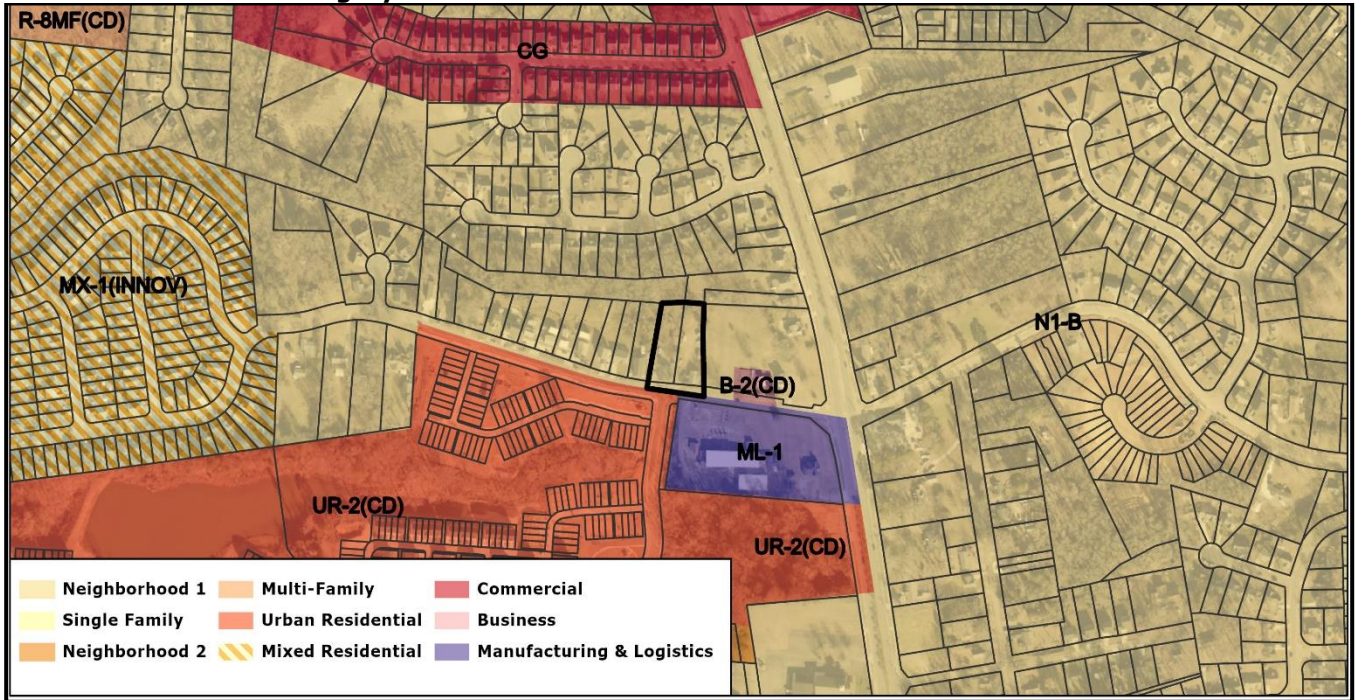 R-8MF(CD)
CG
MX-1(INNOV)
N1-B
B-2(CD)
ML-1
UR-2(CD)
UR-2(CD)
Neighborhood 1
Multi-Family
Commercial
Single Family
Urban Residential
Business
Neighborhood 2
Mixed Residential
Manufacturing & Logistics